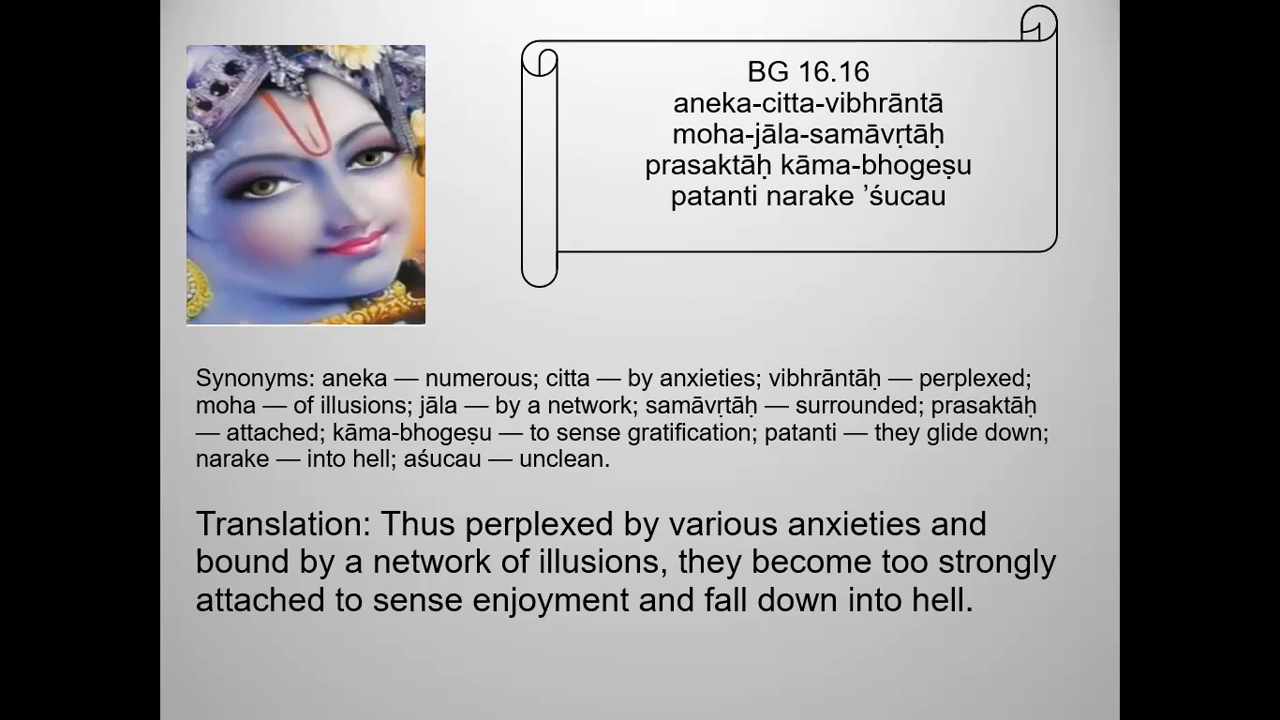 BG 16.16
aneka-citta-vibhrāntā
moha-jāla-samāvṛtāḥ
prasaktāḥ kāma-bhogeṣu
patanti narake ’śucau
Synonyms: aneka — numerous; citta — by anxieties; vibhrāntāḥ — perplexed;
moha — of illusions; jāla — by a network; samāvṛtāḥ — surrounded; prasaktāḥ
— attached; kāma-bhogeṣu — to sense gratification; patanti — they glide down;
narake — into hell; aśucau — unclean.
Translation: Thus perplexed by various anxieties and
bound by a network of illusions, they become too strongly
attached to sense enjoyment and fall down into hell.